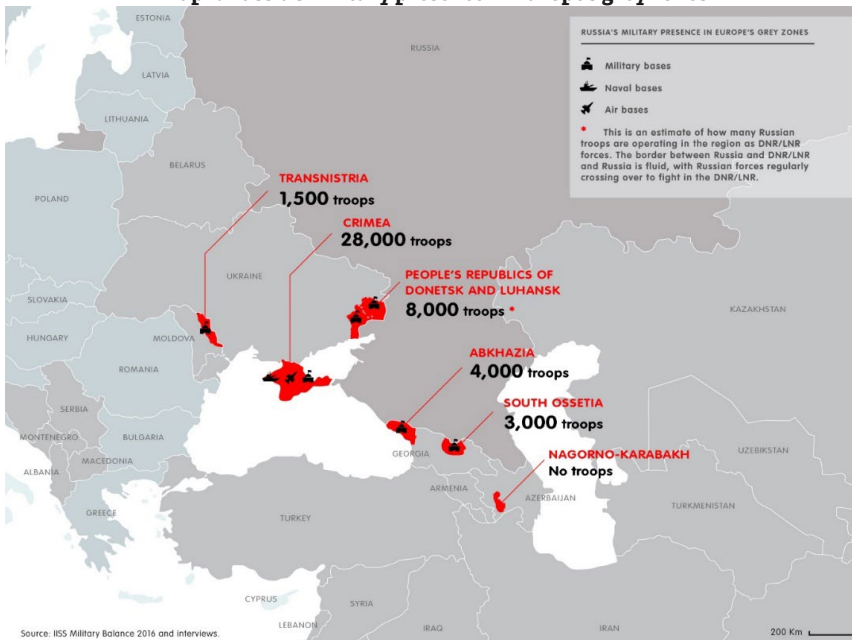 ESTONIA
RUSSIA
LATVIA
LITHUANIA
BELARUS
POLAND
RUSSIA'S MILITARY PRESENCE IN EUROPE'S GREY ZONES
Military bases
Naval bases
Air bases
* This is an estimate of how many Russian
troops are operating in the region as DNR/LNR
forces. The border between Russia and DNR/LNR
and Russia is fluid, with Russian forces regularly
crossing over to fight in the DNR/LNR.
TRANSNISTRIA
1,500 troops
CRIMEA
28,000 troops
UKRAINE
PEOPLE'S REPUBLICS OF
DONETSK AND LUHANSK
8,000 troops *
SLOVAKIA
HUNGARY
MOLDOVA
ROMANIA
KAZAKHSTAN
ABKHAZIA
4,000 troops
SOUTH OSSETIA
3,000 troops
SERBIA
MONTENEGRO
BULGARIA
ALBANIA
MACEDONIA
GEORGIA
NAGORNO-KARABAKH
No troops
UZEBIKSTAN
ARMENIA
AZERBAIJAN
TURKMENISTAN
GREECE
TURKEY
CYPRUS
SYRIA
LEBANON
IRAQ
IRAN
Source: IISS Military Balance 2016 and interviews.
200 Km